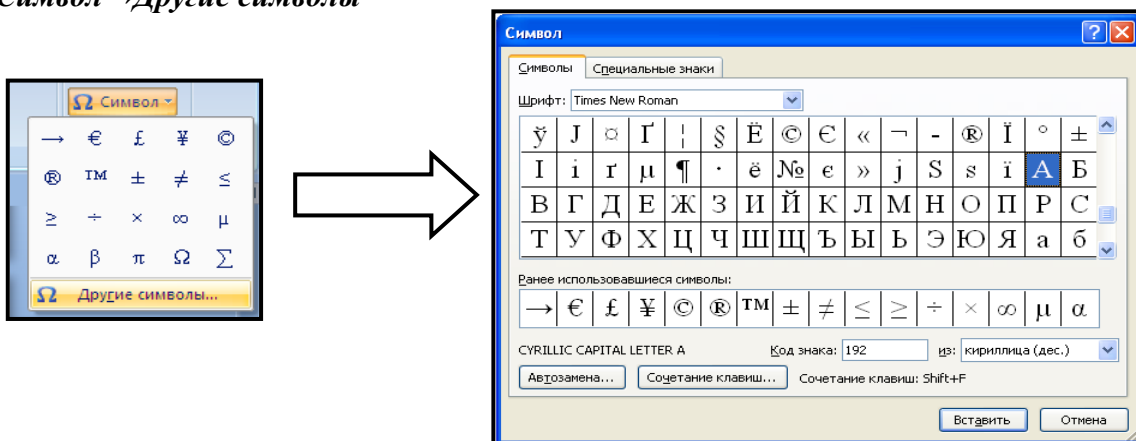 Символ→Другие символы
Ω Символ
→ € £ ¥ ©
® ™ ± ≠ ≤
≥ ÷ × ∞ µ
α β π Ω Σ
Ω Другие символы...
Символ
Символы Специальные знаки
Шрифт: Times New Roman
ў Ј ¤ Ґ ¦ § Ё © Є « ¬ - ® Ї ° ±
І і ґ µ ¶ · ё № є » ј Ѕ ѕ ї А Б
В Г Д Е Ж З И Й К Л М Н О П Р С
Т У Ф Х Ц Ч Ш Щ Ъ Ы Ь Э Ю Я а б
Ранее использовавшиеся символы:
→ € £ ¥ © ® ™ ± ≠ ≤ ≥ ÷ × ∞ µ α
CYRILLIC CAPITAL LETTER A Код знака: 192 из: кириллица (дес.)
Автозамена... Сочетание клавиш... Сочетание клавиш: Shift+F
Вставить Отмена